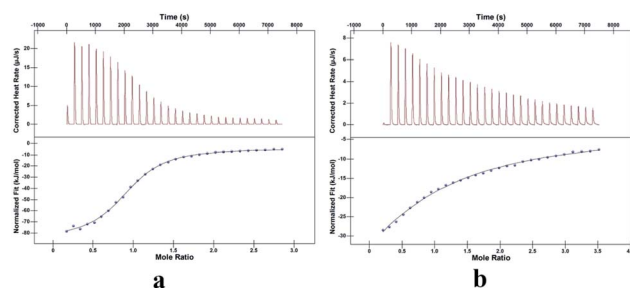 Time (s)
-1000 0 1000 2000 3000 4000 5000 6000 7000 8000
Corrected Heat Rate (µJ/s)
20
15
10
5
0
Normalized Fit (kJ/mol)
0
-10
-20
-30
-40
-50
-60
-70
-80
0.0 0.5 1.0 1.5 2.0 2.5 3.0
Mole Ratio
a
Time (s)
-1000 0 1000 2000 3000 4000 5000 6000 7000 8000
Corrected Heat Rate (µJ/s)
8
6
4
2
0
Normalized Fit (kJ/mol)
-5
-10
-15
-20
-25
-30
0.0 0.5 1.0 1.5 2.0 2.5 3.0 3.5 4.0
Mole Ratio
b